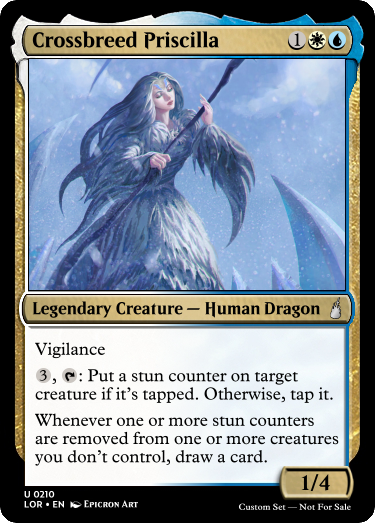 Crossbreed Priscilla 1
Legendary Creature — Human Dragon
Vigilance
3, : Put a stun counter on target
creature if it's tapped. Otherwise, tap it.
Whenever one or more stun counters
are removed from one or more creatures
you don't control, draw a card.
1/4
U 0210
LOR • EN Epicron Art
Custom Set — Not For Sale